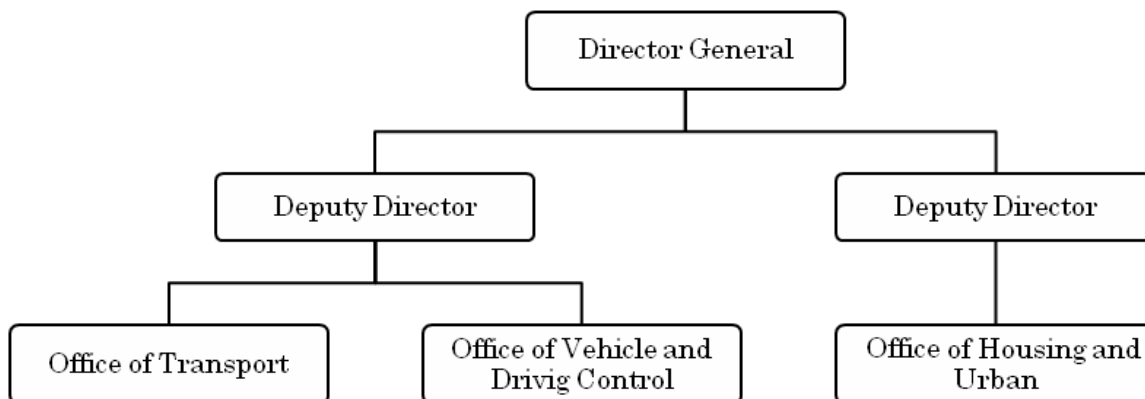 Director General
Deputy Director
Deputy Director
Office of Transport
Office of Vehicle and
Drivig Control
Office of Housing and
Urban